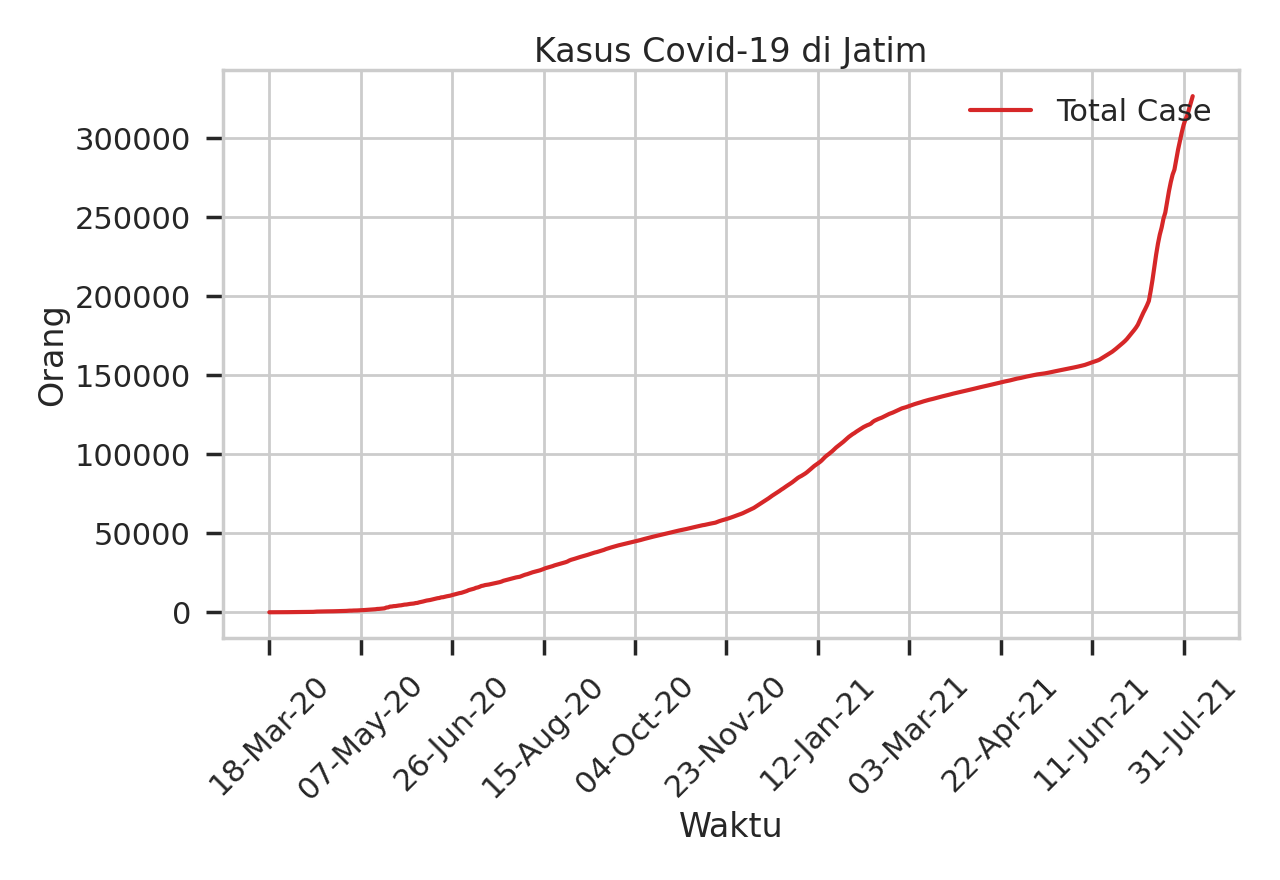 Kasus Covid-19 di Jatim
Total Case
300000
250000
200000
150000
100000
50000
0
Orang
18-Mar-20
07-May-20
26-Jun-20
15-Aug-20
04-Oct-20
23-Nov-20
12-Jan-21
03-Mar-21
22-Apr-21
11-Jun-21
31-Jul-21
Waktu